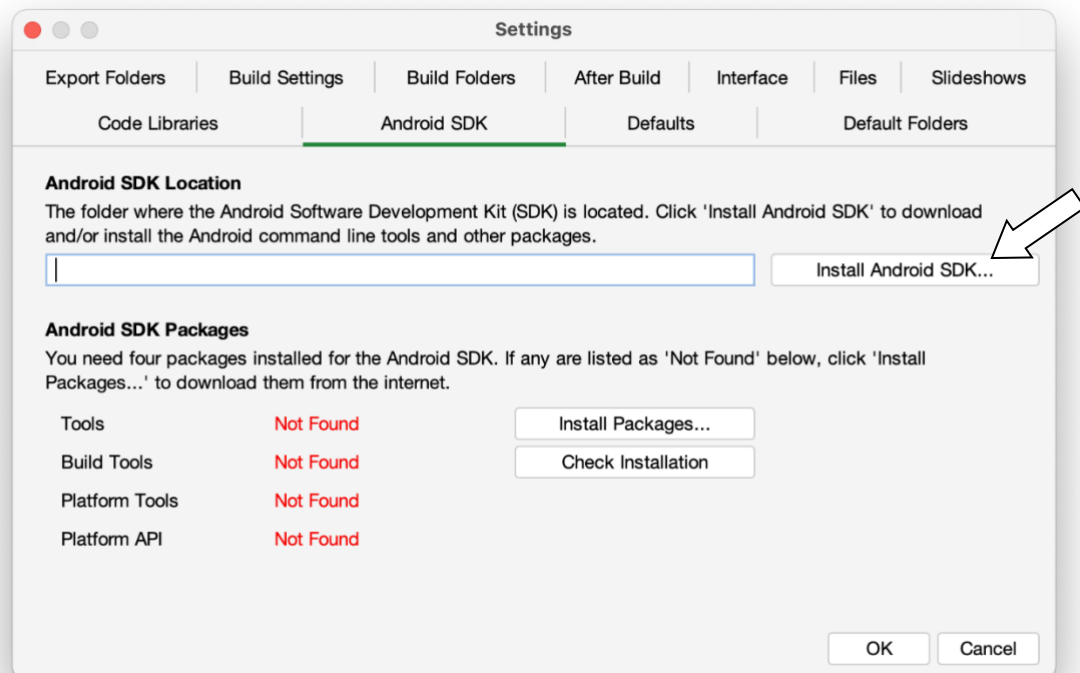 Settings
Export Folders Build Settings Build Folders After Build Interface Files Slideshows
Code Libraries Android SDK Defaults Default Folders
Android SDK Location
The folder where the Android Software Development Kit (SDK) is located. Click 'Install Android SDK' to download
and/or install the Android command line tools and other packages.
Install Android SDK...
Android SDK Packages
You need four packages installed for the Android SDK. If any are listed as 'Not Found' below, click 'Install
Packages...' to download them from the internet.
Tools Not Found Install Packages...
Build Tools Not Found Check Installation
Platform Tools Not Found
Platform API Not Found
OK Cancel